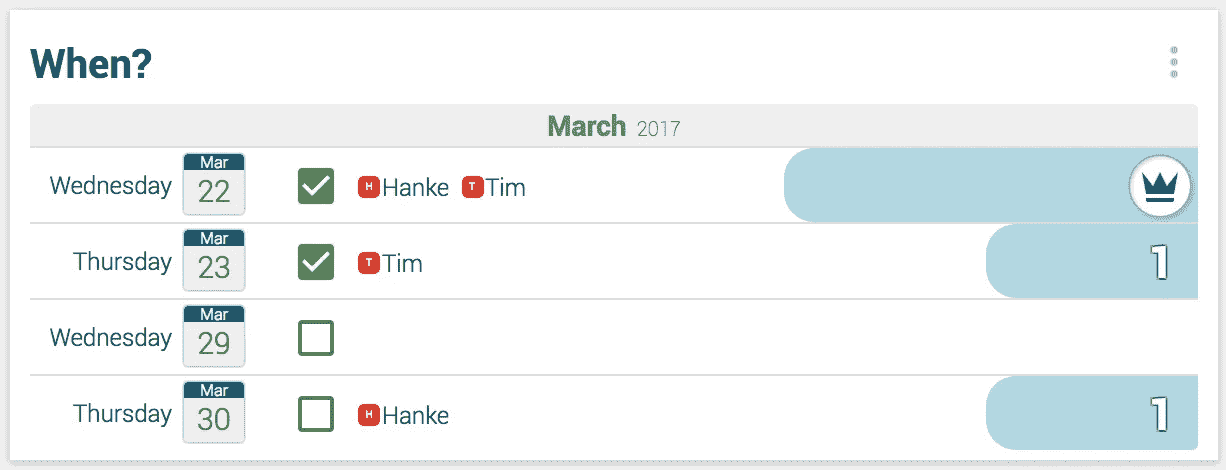 When?
March 2017
Wednesday Mar 22 H Hanke T Tim
Thursday Mar 23 T Tim 1
Wednesday Mar 29
Thursday Mar 30 H Hanke 1